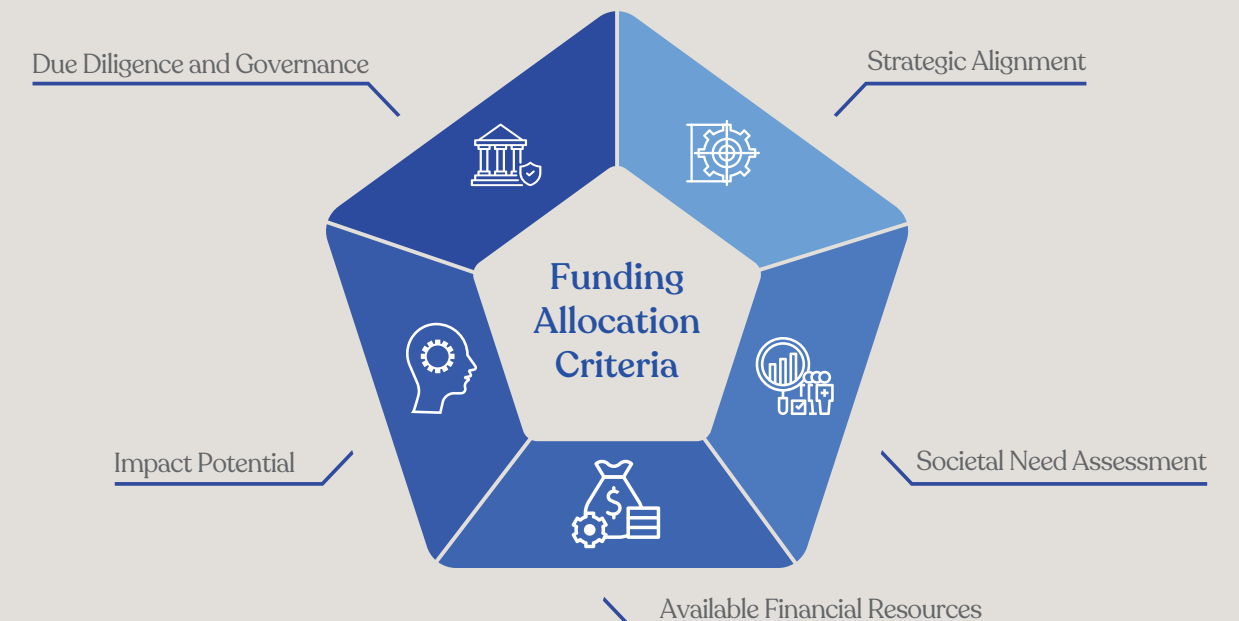 Due Diligence and Governance
Strategic Alignment
Funding
Allocation
Criteria
Impact Potential
Societal Need Assessment
Available Financial Resources